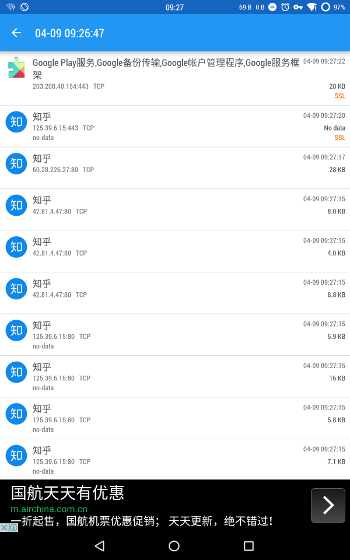 69 B 0 B
09:27
97%
04-09 09:26:47
Google Play服务,Google备份传输,Google帐户管理程序,Google服务框架
04-09 09:27:22
203.208.40.154:443 TCP
20 KB
SSL
知
知乎
04-09 09:27:20
125.39.6.15:443 TCP
No data
no data
SSL
知
知乎
04-09 09:27:17
60.28.226.27:80 TCP
28 KB
知
知乎
04-09 09:27:15
42.81.4.47:80 TCP
8.0 KB
知
知乎
04-09 09:27:15
42.81.4.47:80 TCP
4.0 KB
知
知乎
04-09 09:27:15
42.81.4.47:80 TCP
8.8 KB
知
知乎
04-09 09:27:15
125.39.6.15:80 TCP
5.9 KB
no-data
知
知乎
04-09 09:27:15
125.39.6.15:80 TCP
16 KB
no-data
知
知乎
04-09 09:27:15
125.39.6.15:80 TCP
5.8 KB
no-data
知
知乎
04-09 09:27:15
125.39.6.15:80 TCP
7.1 KB
no-data
国航天天有优惠
m.airchina.com.cn
一折起售，国航机票优惠促销； 天天更新，绝不错过！